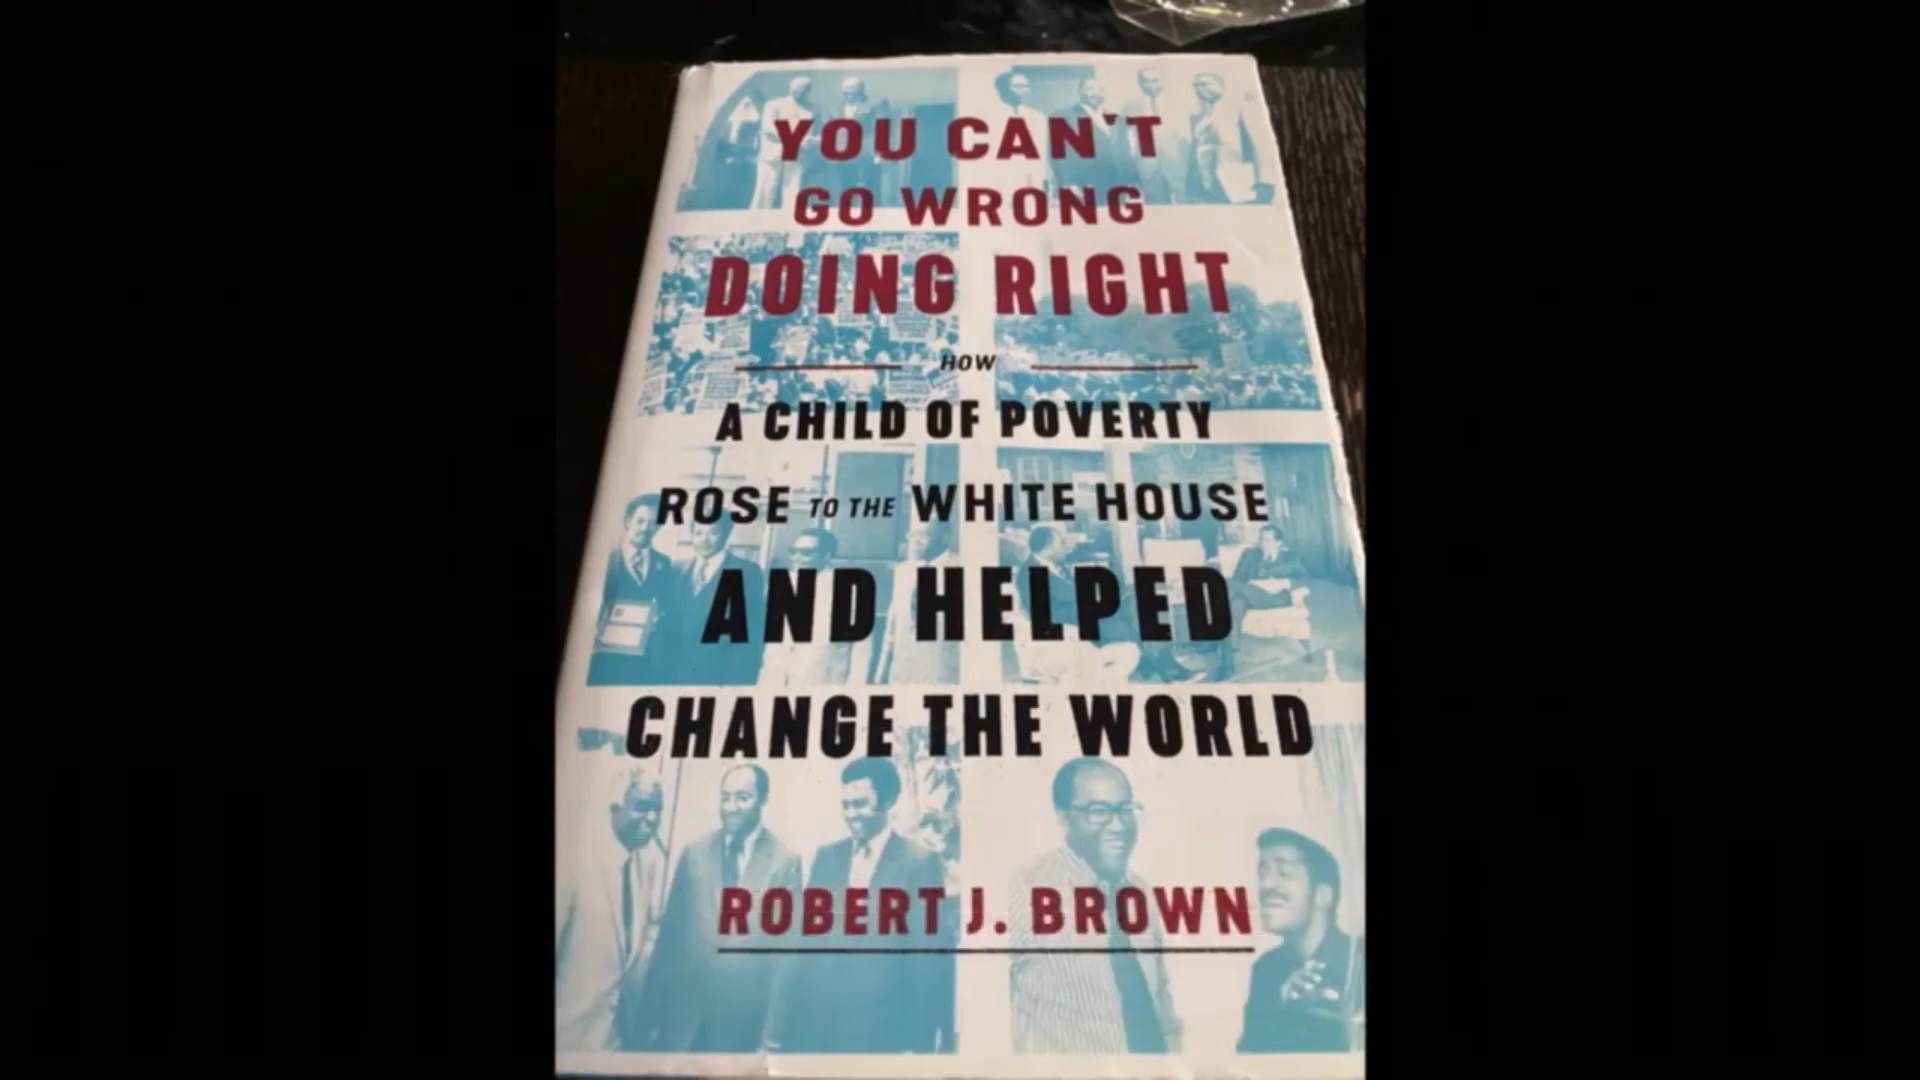 YOU CAN'T
GO WRONG
DOING RIGHT
HOW
A CHILD OF POVERTY
ROSE TO THE WHITE HOUSE
AND HELPED
CHANGE THE WORLD
ROBERT J. BROWN